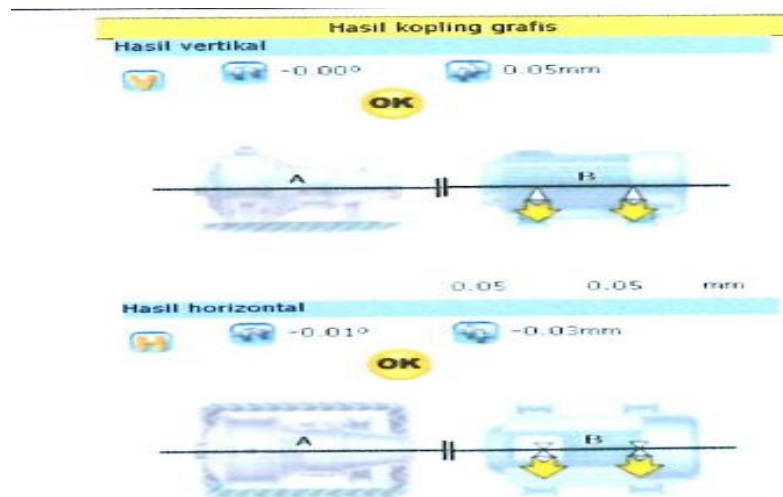 Hasil kopling grafis
Hasil vertikal
V -0.00° 0.05mm
OK
A B
0.05 0.05 mm
Hasil horizontal
H -0.01° -0.03mm
OK
A B